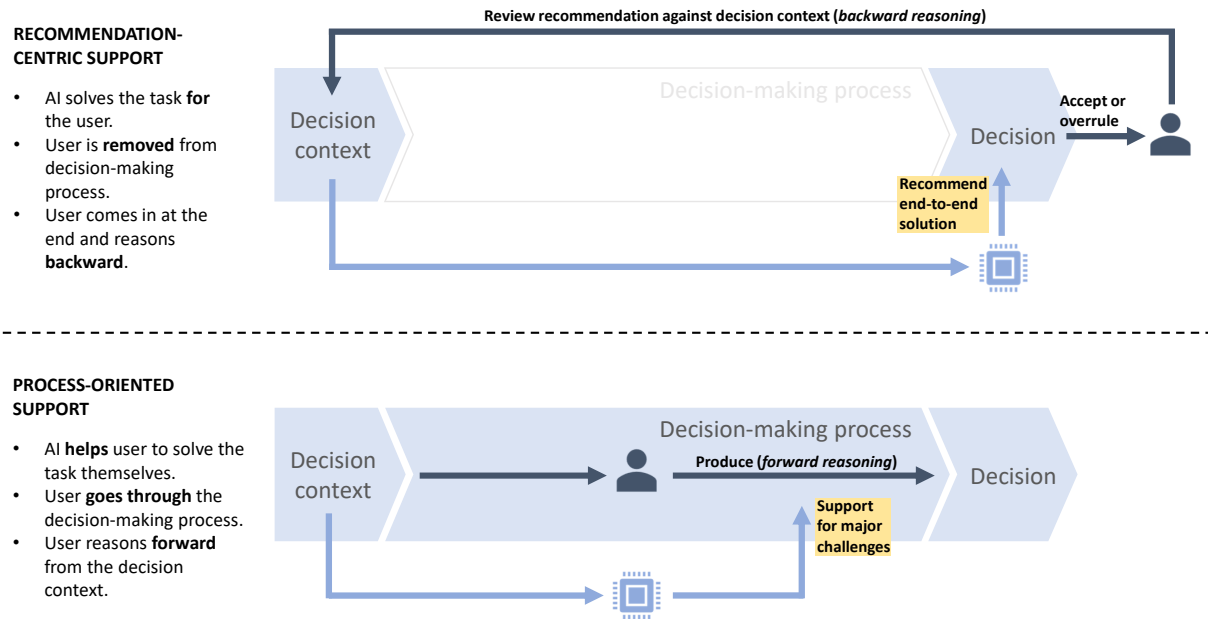 Review recommendation against decision context (backward reasoning)
RECOMMENDATION-
CENTRIC SUPPORT
• AI solves the task for
the user.
• User is removed from
decision-making
process.
• User comes in at the
end and reasons
backward.
Decision
context
Decision-making process
Decision
Accept or
overrule
Recommend
end-to-end
solution
PROCESS-ORIENTED
SUPPORT
• AI helps user to solve the
task themselves.
• User goes through the
decision-making process.
• User reasons forward
from the decision
context.
Decision
context
Decision-making process
Produce (forward reasoning)
Decision
Support
for major
challenges